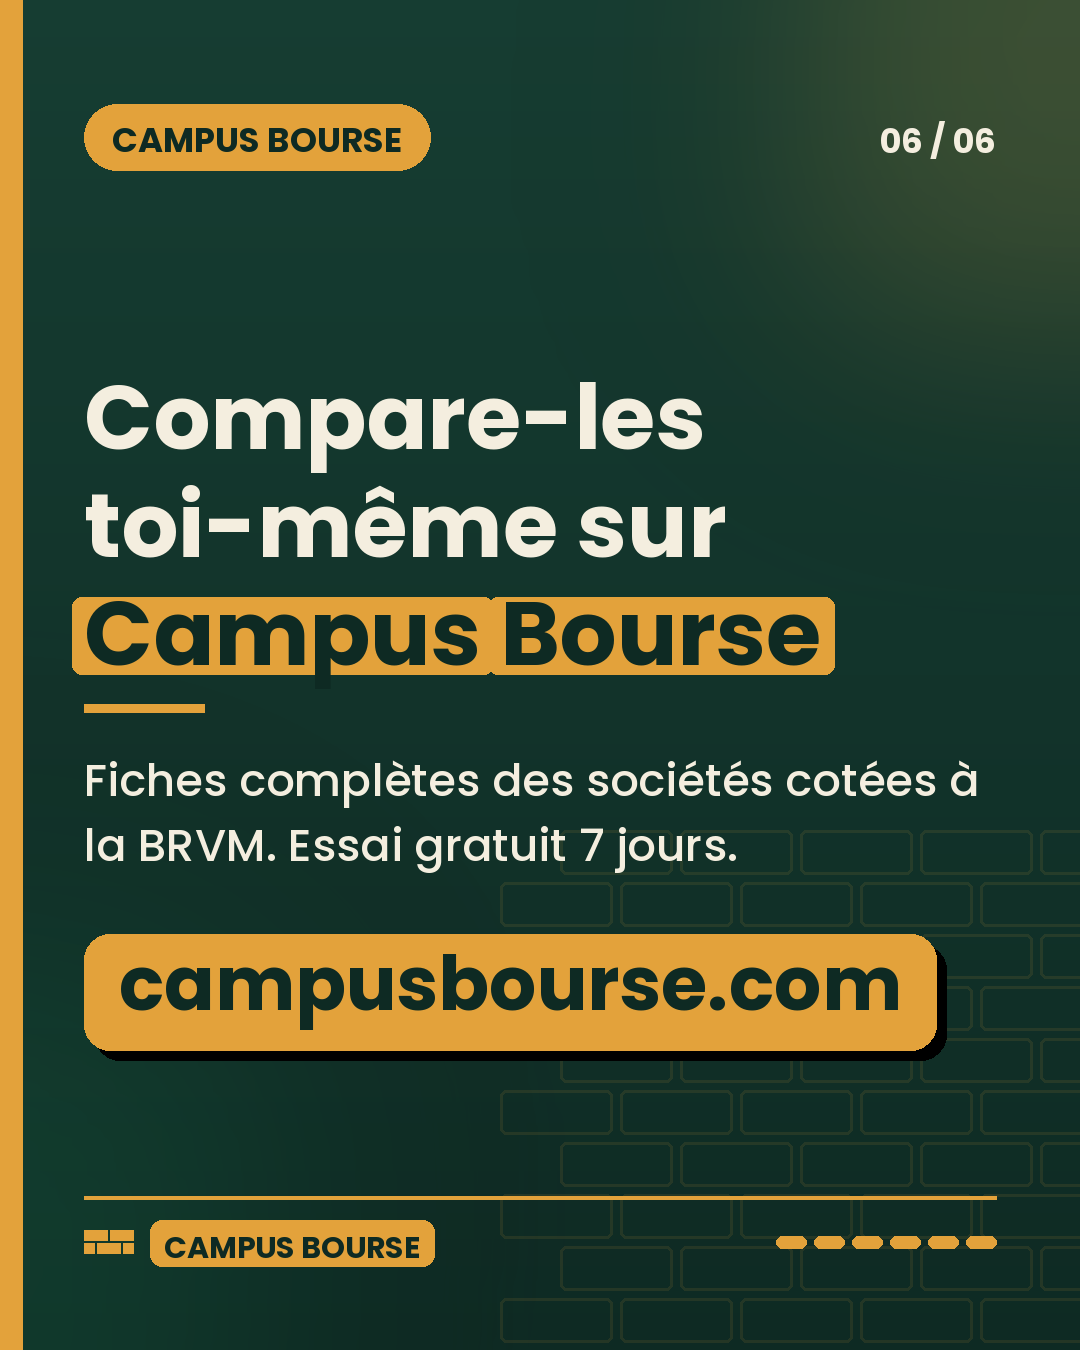 CAMPUS BOURSE
06 / 06
Compare-les
toi-même sur
Campus Bourse
Fiches complètes des sociétés cotées à
la BRVM. Essai gratuit 7 jours.
campusbourse.com
CAMPUS BOURSE